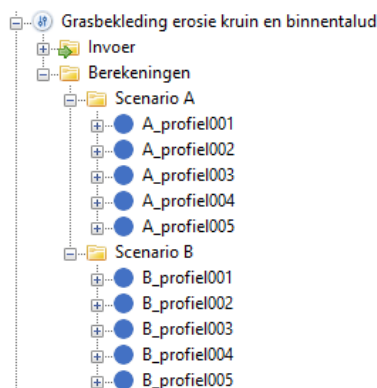 Grasbekleding erosie kruin en binnentalud
Invoer
Berekeningen
Scenario A
A_profiel001
A_profiel002
A_profiel003
A_profiel004
A_profiel005
Scenario B
B_profiel001
B_profiel002
B_profiel003
B_profiel004
B_profiel005